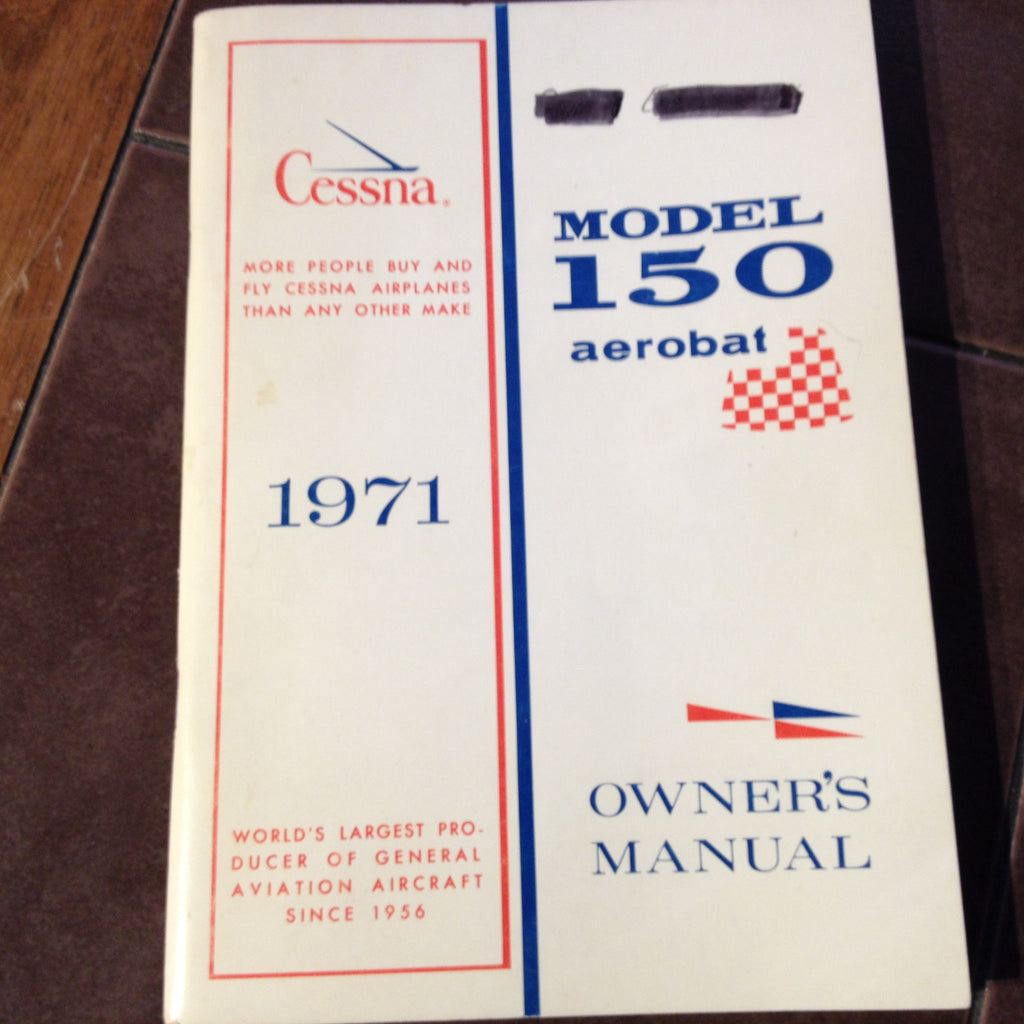 Cessna®
MORE PEOPLE BUY AND
FLY CESSNA AIRPLANES
THAN ANY OTHER MAKE
1971
WORLD'S LARGEST PRO-
DUCER OF GENERAL
AVIATION AIRCRAFT
SINCE 1956
MODEL
150
aerobat
OWNER'S
MANUAL